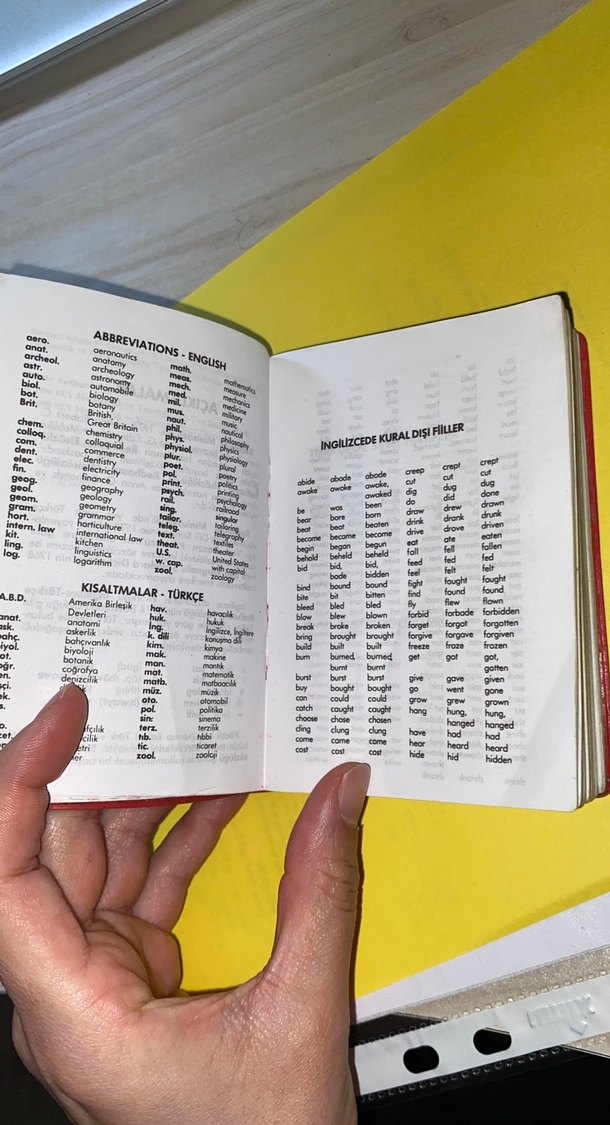 ABBREVIATIONS - ENGLISH
aero. aeronautics
anat. anatomy
archeol. archeology
astr. astronomy
auto. automobile
biol. biology
bot. botany
Brit. British,
Great Britain
chem. chemistry
colloq. colloquial
com. commerce
dent. dentistry
elec. electricity
fin. finance
geog. geography
geol. geology
geom. geometry
gram. grammar
hort. horticulture
intern. law international law
kit. kitchen
ling. linguistics
log. logarithm
math. mathematics
meas. measure
mech. mechanics
med. medicine
mil. military
mus. music
naut. nautical
phil. philosophy
phys. physics
physiol. physiology
plur. plural
poet. poetry
pol. politics
print. printing
psych. psychology
rail. railroad
sing. singular
tailor. tailoring
teleg. telegraphy
text. textiles
theat. theater
U.S. United States
w. cap. with capital
zool. zoology
KISALTMALAR - TÜRKÇE
A.B.D. Amerika Birleşik
Devletleri
anat. anatomi
ask. askerlik
bahç. bahçıvanlık
biyol. biyoloji
bot. botanik
coğrafya
denizcilik
hav. havacılık
huk. hukuk
İng. İngilizce, İngiltere
k. dili konuşma dili
kim. kimya
mak. makine
man. mantık
mat. matematik
matb. matbaacılık
müz. müzik
oto. otomobil
pol. politika
sin. sinema
terz. terzilik
tıb. tıbbi
tic. ticaret
zool. zooloji
İNGİLİZCEDE KURAL DIŞI FİİLLER
abide abode abode
awoke awoke awoke,
awaked
be was been
bear bore born
beat beat beaten
become became become
begin began begun
behold beheld beheld
bid bid, bid,
bade bidden
bind bound bound
bite bit bitten
bleed bled bled
blow blew blown
break broke broken
bring brought brought
build built built
burn burned, burned,
burnt burnt
burst burst burst
buy bought bought
can could could
catch caught caught
choose chose chosen
cling clung clung
come came come
cost cost cost
creep crept crept
cut cut cut
dig dug dug
do did done
draw drew drawn
drink drank drunk
drive drove driven
eat ate eaten
fall fell fallen
feed fed fed
feel felt felt
fight fought fought
find found found
fly flew flown
forbid forbade forbidden
forget forgot forgotten
forgive forgave forgiven
freeze froze frozen
get got got,
gotten
give gave given
go went gone
grow grew grown
hang hung, hung,
hanged hanged
have had had
hear heard heard
hide hid hidden